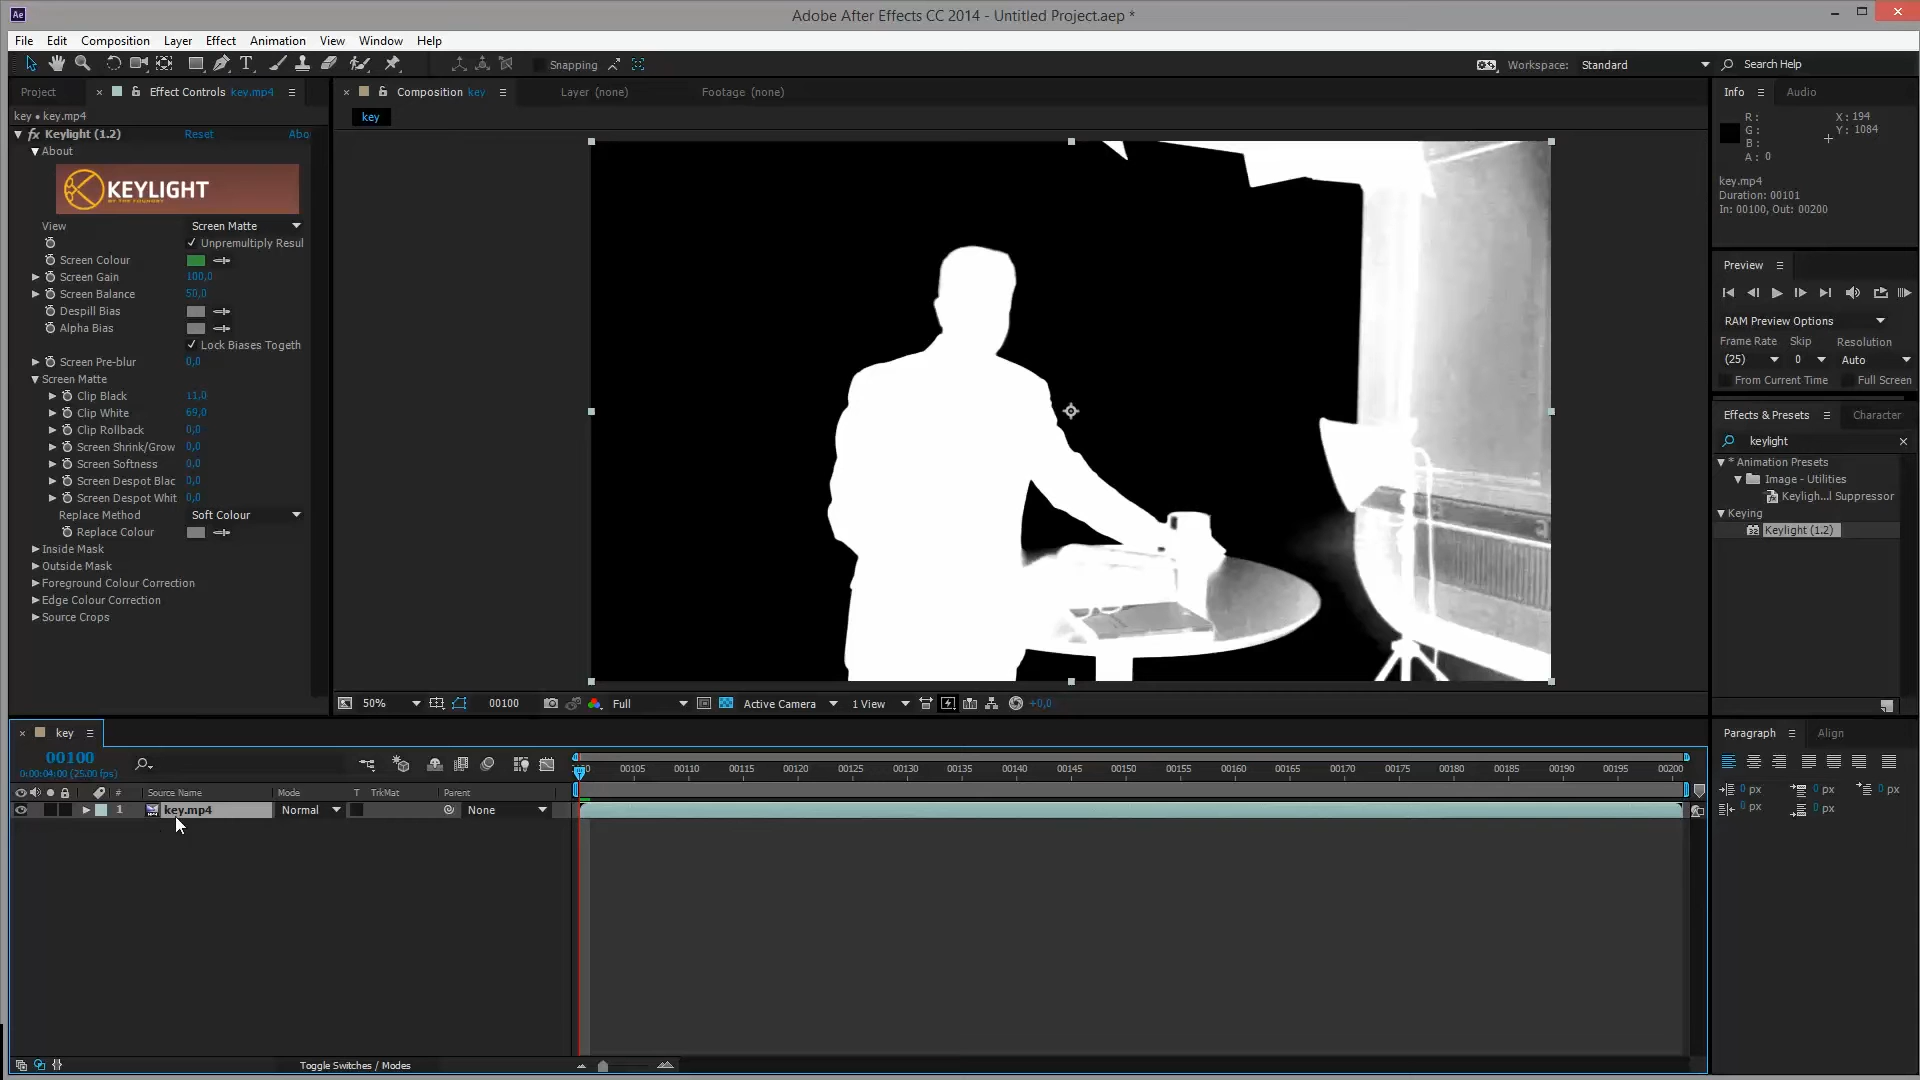 Ae
Adobe After Effects CC 2014 - Untitled Project.aep *
File Edit Composition Layer Effect Animation View Window Help
Snapping
Workspace: Standard
Search Help
Project
Effect Controls key.mp4
key • key.mp4
fx Keylight (1.2) Reset Abo
About
KEYLIGHT
BY THE FOUNDRY
View Screen Matte
Unpremultiply Resul
Screen Colour
Screen Gain 100,0
Screen Balance 50,0
Despill Bias
Alpha Bias
Lock Biases Togeth
Screen Pre-blur 0,0
Screen Matte
Clip Black 11,0
Clip White 69,0
Clip Rollback 0,0
Screen Shrink/Grow 0,0
Screen Softness 0,0
Screen Despot Blac 0,0
Screen Despot Whit 0,0
Replace Method Soft Colour
Replace Colour
Inside Mask
Outside Mask
Foreground Colour Correction
Edge Colour Correction
Source Crops
Composition key
Layer (none)
Footage (none)
key
50%
00100
Full
Active Camera
1 View
+0,0
Info Audio
R :
G :
B :
A : 0
X : 194
Y : 1084
key.mp4
Duration: 00101
In: 00100, Out: 00200
Preview
RAM Preview Options
Frame Rate Skip Resolution
(25) 0 Auto
From Current Time Full Screen
Effects & Presets Character
keylight
* Animation Presets
Image - Utilities
Keyligh...l Suppressor
Keying
32
Keylight (1.2)
key
00100
0:00:04:00 (25.00 fps)
# Source Name Mode T TrkMat Parent
1 key.mp4 Normal None
00105 00110 00115 00120 00125 00130 00135 00140 00145 00150 00155 00160 00165 00170 00175 00180 00185 00190 00195 00200
Toggle Switches / Modes
Paragraph Align
0 px 0 px 0 px
0 px 0 px